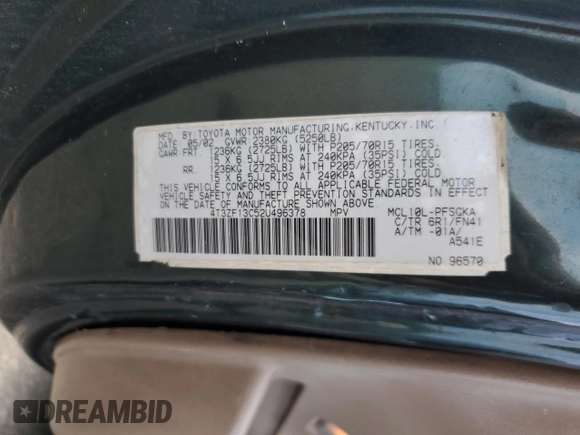 MFD. BY:TOYOTA MOTOR MANUFACTURING,KENTUCKY,INC.
DATE 05/02 GVWR 2380KG (5250LB)
GAWR:FRT. 1236KG (2725LB) WITH P205/70R15 TIRES.
15 X 6.5JJ RIMS AT 240KPA (35PSI) COLD
RR. 1236KG (2725LB) WITH P205/70R15 TIRES.
15 X 6.5JJ RIMS AT 240KPA (35PSI) COLD
THIS VEHICLE CONFORMS TO ALL APPLICABLE FEDERAL MOTOR
VEHICLE SAFETY AND THEFT PREVENTION STANDARDS IN EFFECT
ON DATE OF MANUFACTURE SHOWN ABOVE
4T3ZF13C52U496378 MPV MCL10L-PFSGKA
C/TR 6R1/FN41
A/TM -01A/
A541E
NO 96570
DREAMBID